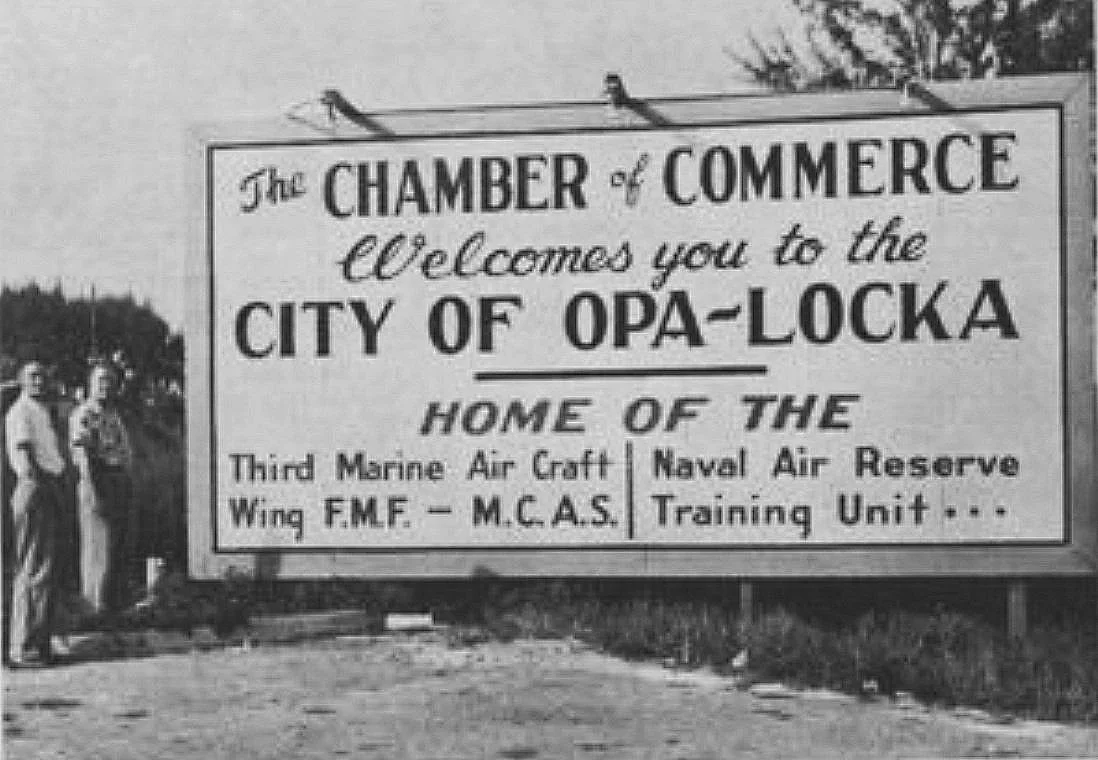 The CHAMBER of COMMERCE
Welcomes you to the
CITY OF OPA-LOCKA
HOME OF THE
Third Marine Air Craft
Wing F.M.F. - M.C.A.S.
Naval Air Reserve
Training Unit...